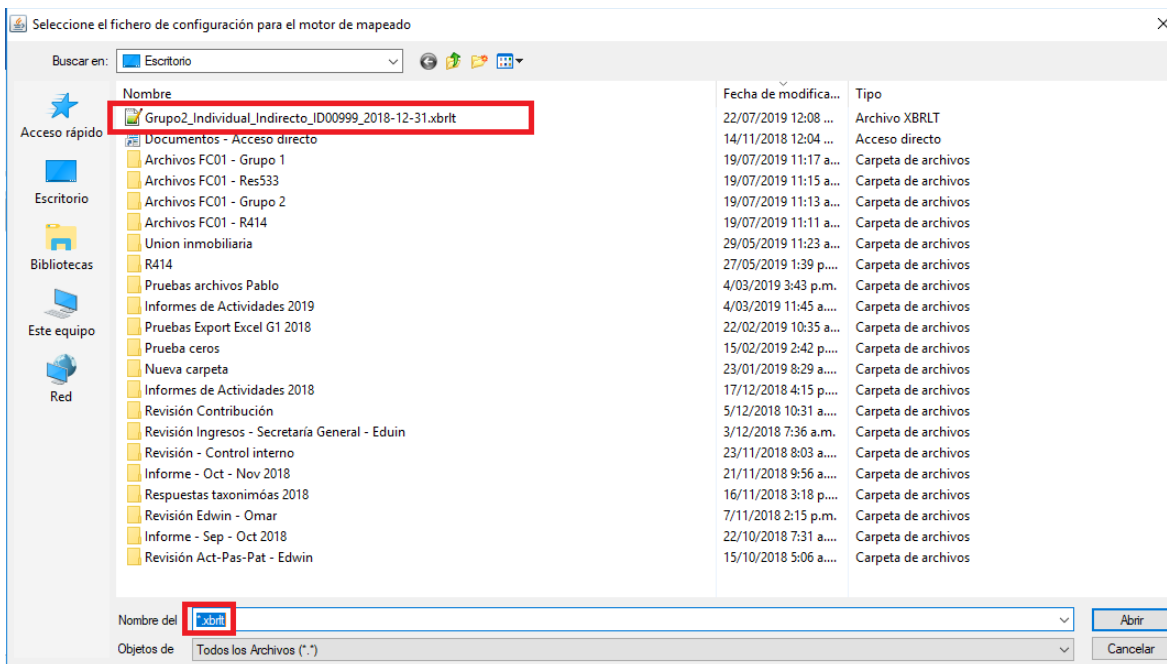 Seleccione el fichero de configuración para el motor de mapeado
Buscar en: Escritorio
Nombre Fecha de modifica... Tipo
Grupo2_Individual_Indirecto_ID00999_2018-12-31.xbrlt 22/07/2019 12:08 ... Archivo XBRLT
Documentos - Acceso directo 14/11/2018 12:04 ... Acceso directo
Archivos FC01 - Grupo 1 19/07/2019 11:17 a... Carpeta de archivos
Archivos FC01 - Res533 19/07/2019 11:15 a... Carpeta de archivos
Archivos FC01 - Grupo 2 19/07/2019 11:13 a... Carpeta de archivos
Archivos FC01 - R414 19/07/2019 11:11 a... Carpeta de archivos
Union inmobiliaria 29/05/2019 11:23 a... Carpeta de archivos
R414 27/05/2019 1:39 p.... Carpeta de archivos
Pruebas archivos Pablo 4/03/2019 3:43 p.m. Carpeta de archivos
Informes de Actividades 2019 4/03/2019 11:45 a.... Carpeta de archivos
Pruebas Export Excel G1 2018 22/02/2019 10:35 a... Carpeta de archivos
Prueba ceros 15/02/2019 2:42 p.... Carpeta de archivos
Nueva carpeta 23/01/2019 8:29 a.... Carpeta de archivos
Informes de Actividades 2018 17/12/2018 4:15 p.... Carpeta de archivos
Revisión Contribución 5/12/2018 10:31 a.... Carpeta de archivos
Revisión Ingresos - Secretaría General - Eduin 3/12/2018 7:36 a.m. Carpeta de archivos
Revisión - Control interno 23/11/2018 8:03 a.... Carpeta de archivos
Informe - Oct - Nov 2018 21/11/2018 9:56 a.... Carpeta de archivos
Respuestas taxonimóas 2018 16/11/2018 3:18 p.... Carpeta de archivos
Revisión Edwin - Omar 7/11/2018 2:15 p.m. Carpeta de archivos
Informe - Sep - Oct 2018 22/10/2018 7:31 a.... Carpeta de archivos
Revisión Act-Pas-Pat - Edwin 15/10/2018 5:06 a.... Carpeta de archivos
Acceso rápido
Escritorio
Bibliotecas
Este equipo
Red
Nombre del *.xbrlt Abrir
Objetos de Todos los Archivos (*.*) Cancelar